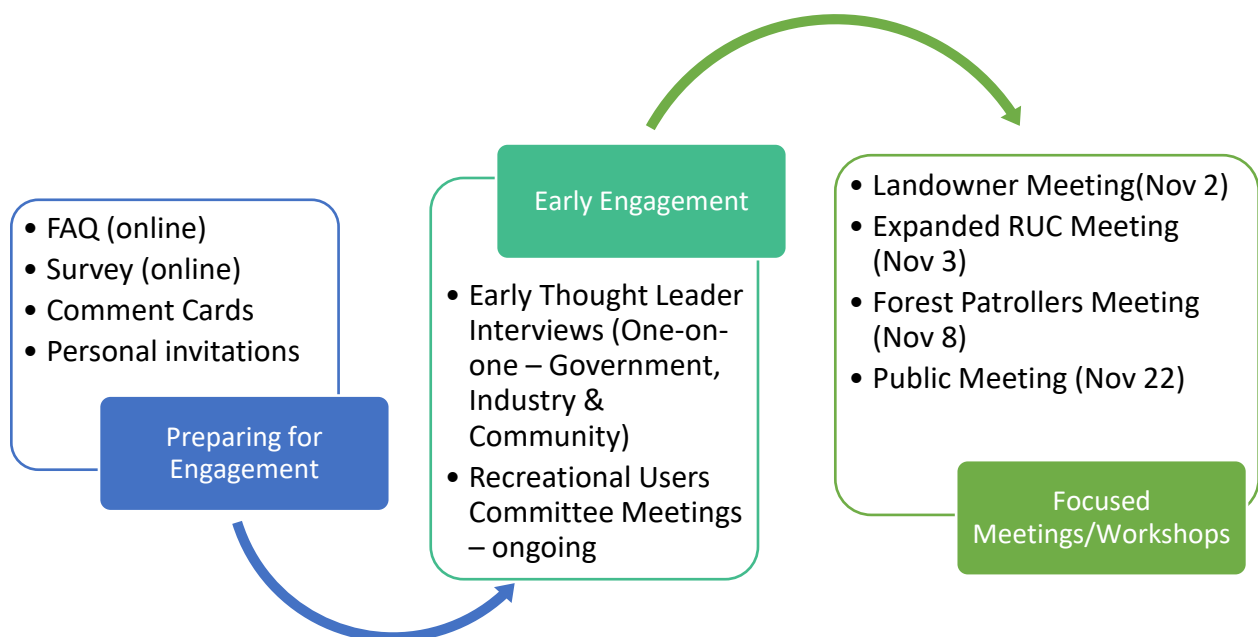 • FAQ (online)
• Survey (online)
• Comment Cards
• Personal invitations
Preparing for
Engagement
Early Engagement
• Early Thought Leader
Interviews (One-on-
one – Government,
Industry &
Community)
• Recreational Users
Committee Meetings
– ongoing
• Landowner Meeting(Nov 2)
• Expanded RUC Meeting
(Nov 3)
• Forest Patrollers Meeting
(Nov 8)
• Public Meeting (Nov 22)
Focused
Meetings/Workshops